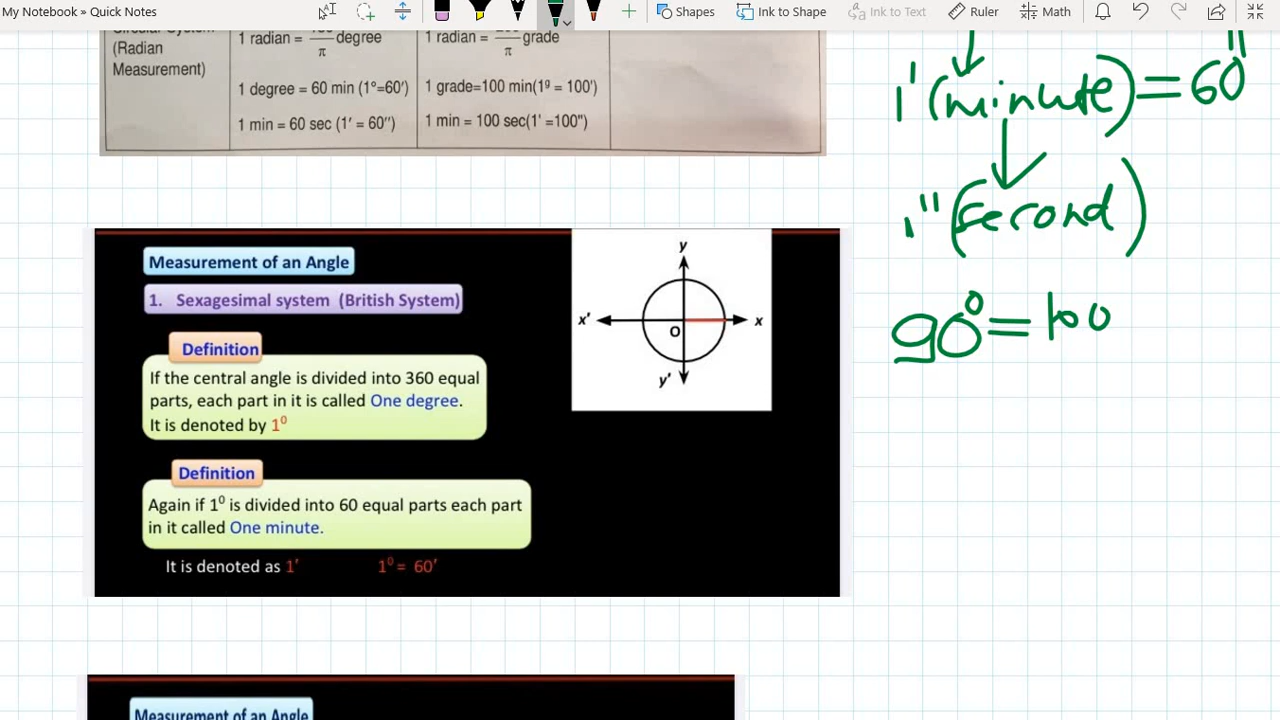 My Notebook » Quick Notes
Shapes
Ink to Shape
Ink to Text
Ruler
Math
(Radian
Measurement)
1 radian = degree
π
1 radian = grade
π
1 degree = 60 min (1º=60')
1 grade=100 min(1ᵍ = 100')
1 min = 60 sec (1' = 60'')
1 min = 100 sec(1' =100")
1' (minute) = 60''
1'' (second)
90⁰ = 100
Measurement of an Angle
1. Sexagesimal system (British System)
y
x'
x
O
y'
Definition
If the central angle is divided into 360 equal
parts, each part in it is called One degree.
It is denoted by 1⁰
Definition
Again if 1⁰ is divided into 60 equal parts each part
in it called One minute.
It is denoted as 1' 1⁰ = 60'
Measurement of an Angle